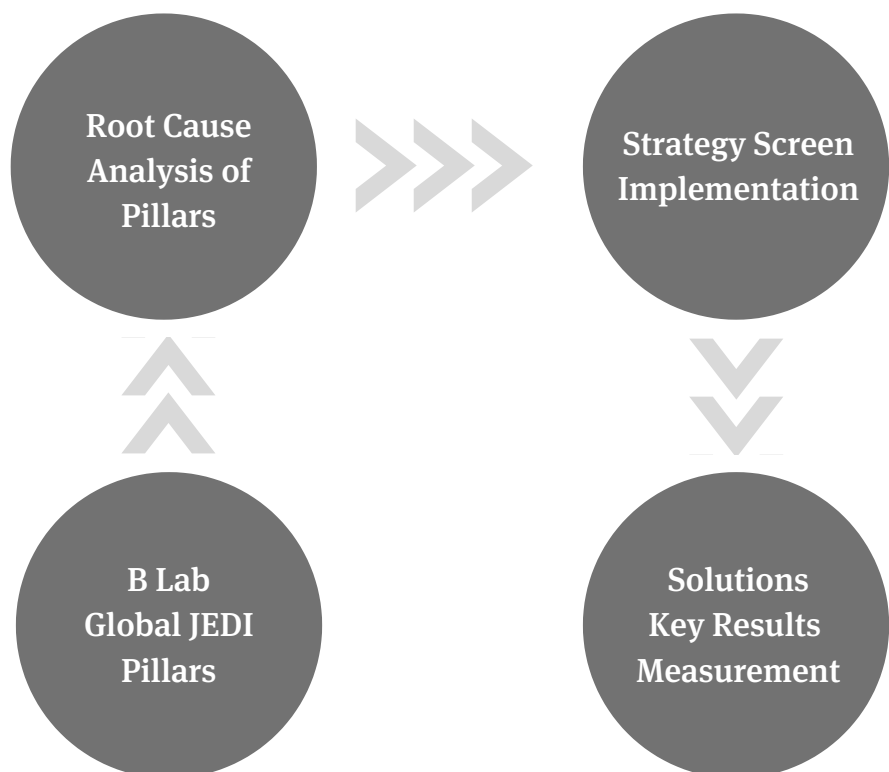 Root Cause
Analysis of
Pillars
Strategy Screen
Implementation
B Lab
Global JEDI
Pillars
Solutions
Key Results
Measurement